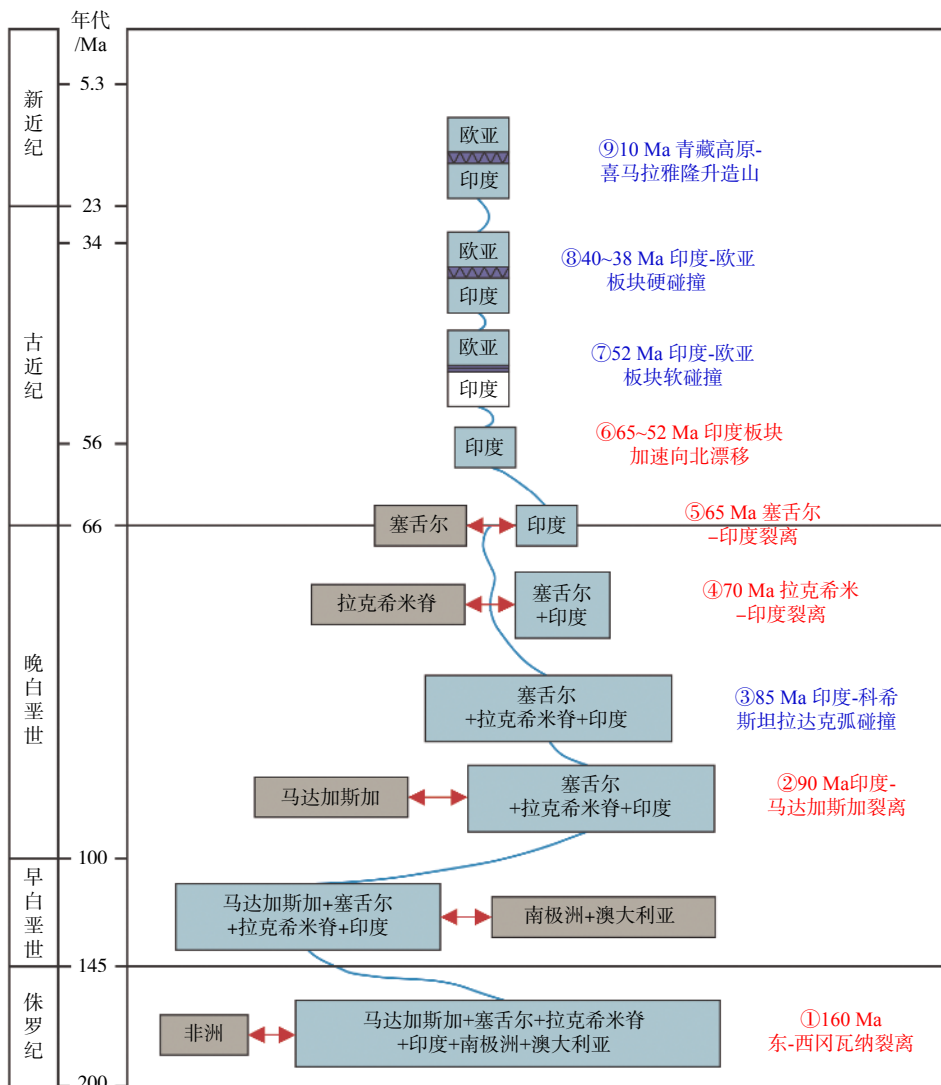 年代
/Ma
5.3
新近纪
欧亚
印度
⑨10 Ma 青藏高原-
喜马拉雅隆升造山
23
34
欧亚
印度
⑧40~38 Ma 印度-欧亚
板块硬碰撞
古近纪
欧亚
印度
⑦52 Ma 印度-欧亚
板块软碰撞
56
印度
⑥65~52 Ma 印度板块
加速向北漂移
66
塞舌尔
印度
⑤65 Ma 塞舌尔
–印度裂离
晚白垩世
拉克希米脊
塞舌尔
+印度
④70 Ma 拉克希米
–印度裂离
塞舌尔
+拉克希米脊+印度
③85 Ma 印度-科希
斯坦拉达克弧碰撞
马达加斯加
塞舌尔
+拉克希米脊+印度
②90 Ma印度-
马达加斯加裂离
100
早白垩世
马达加斯加+塞舌尔
+拉克希米脊+印度
南极洲+澳大利亚
145
侏罗纪
非洲
马达加斯加+塞舌尔+拉克希米脊
+印度+南极洲+澳大利亚
①160 Ma
东-西冈瓦纳裂离
200